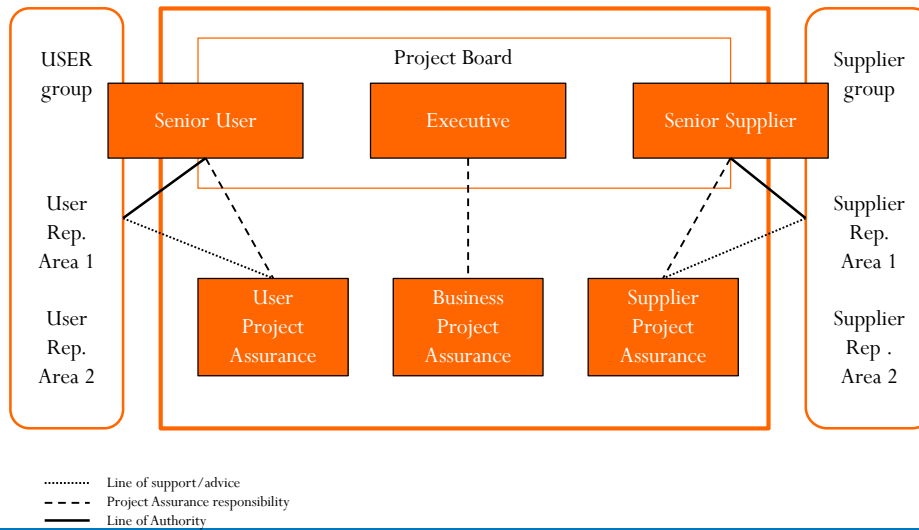 USER
group
User
Rep.
Area 1
User
Rep.
Area 2
Project Board
Senior User
Executive
Senior Supplier
User
Project
Assurance
Business
Project
Assurance
Supplier
Project
Assurance
Supplier
group
Supplier
Rep.
Area 1
Supplier
Rep .
Area 2
Line of support/advice
Project Assurance responsibility
Line of Authority